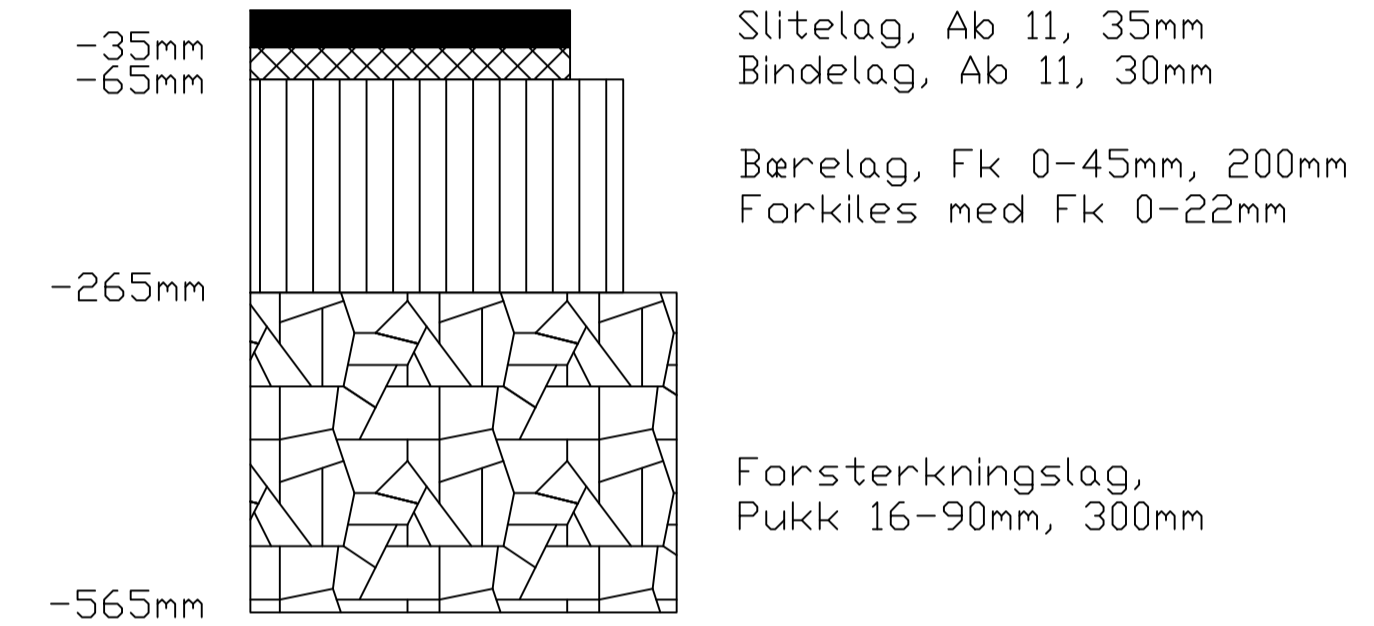 -35mm
-65mm
-265mm
-565mm
Slitelag, Ab 11, 35mm
Bindelag, Ab 11, 30mm
Bærelag, Fk 0-45mm, 200mm
Forkiles med Fk 0-22mm
Forsterkningslag,
Pukk 16-90mm, 300mm